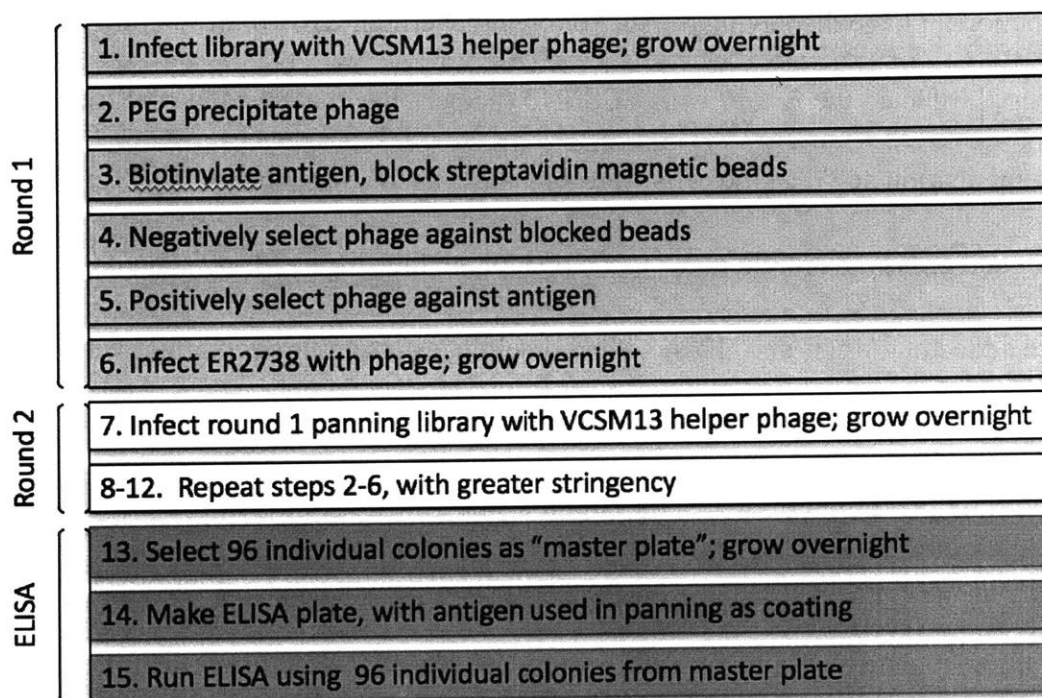 Round 1
1. Infect library with VCSM13 helper phage; grow overnight
2. PEG precipitate phage
3. Biotinvlate antigen, block streptavidin magnetic beads
4. Negatively select phage against blocked beads
5. Positively select phage against antigen
6. Infect ER2738 with phage; grow overnight
Round 2
7. Infect round 1 panning library with VCSM13 helper phage; grow overnight
8-12. Repeat steps 2-6, with greater stringency
ELISA
13. Select 96 individual colonies as "master plate"; grow overnight
14. Make ELISA plate, with antigen used in panning as coating
15. Run ELISA using 96 individual colonies from master plate